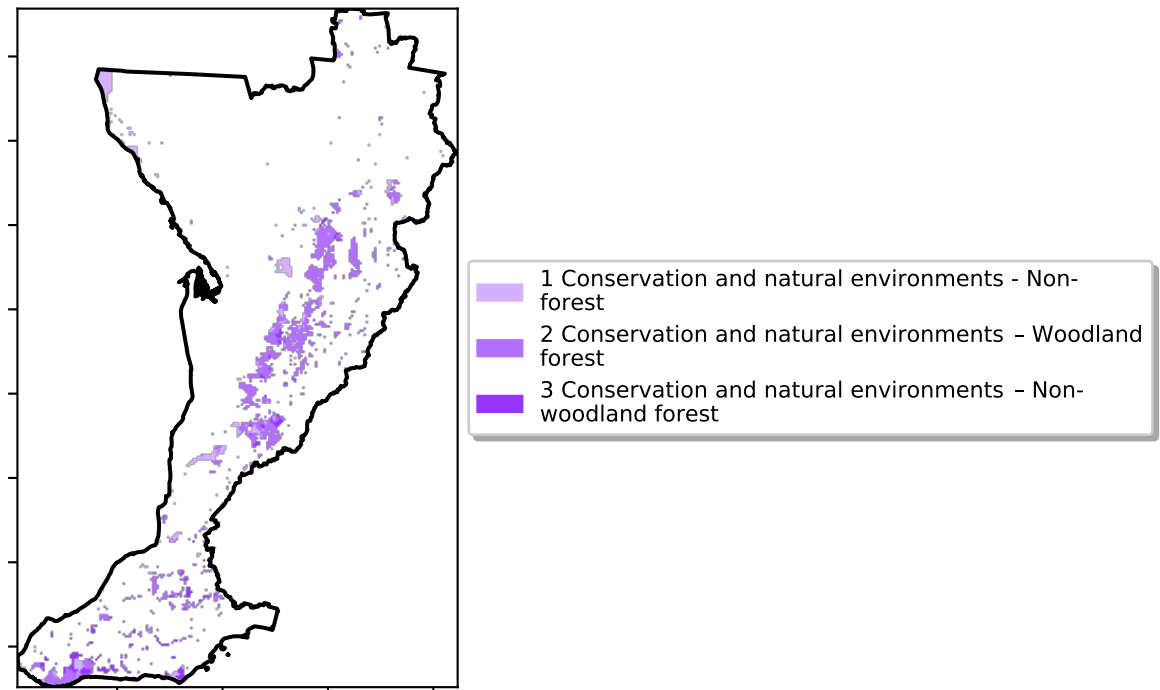 1 Conservation and natural environments - Non-
forest
2 Conservation and natural environments – Woodland
forest
3 Conservation and natural environments – Non-
woodland forest